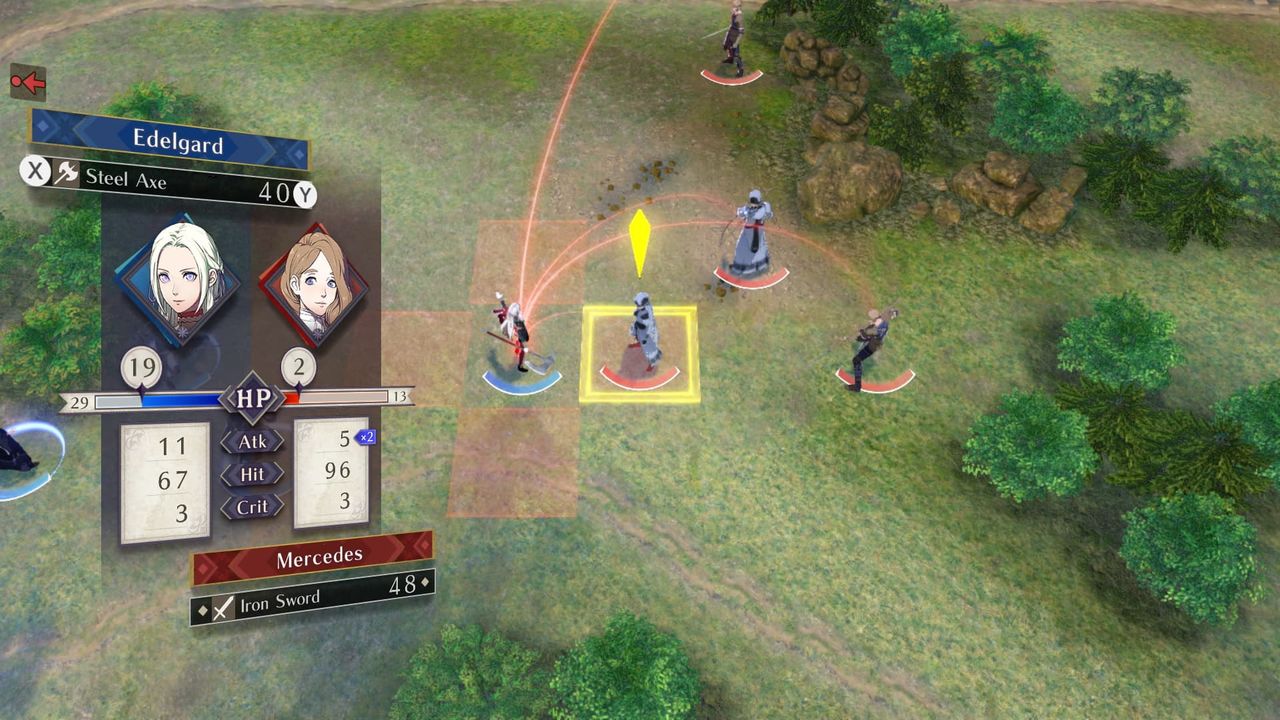 Edelgard
X Steel Axe 40 Y
19 2
29 HP 13
11 Atk 5 x2
67 Hit 96
3 Crit 3
Mercedes
Iron Sword 48